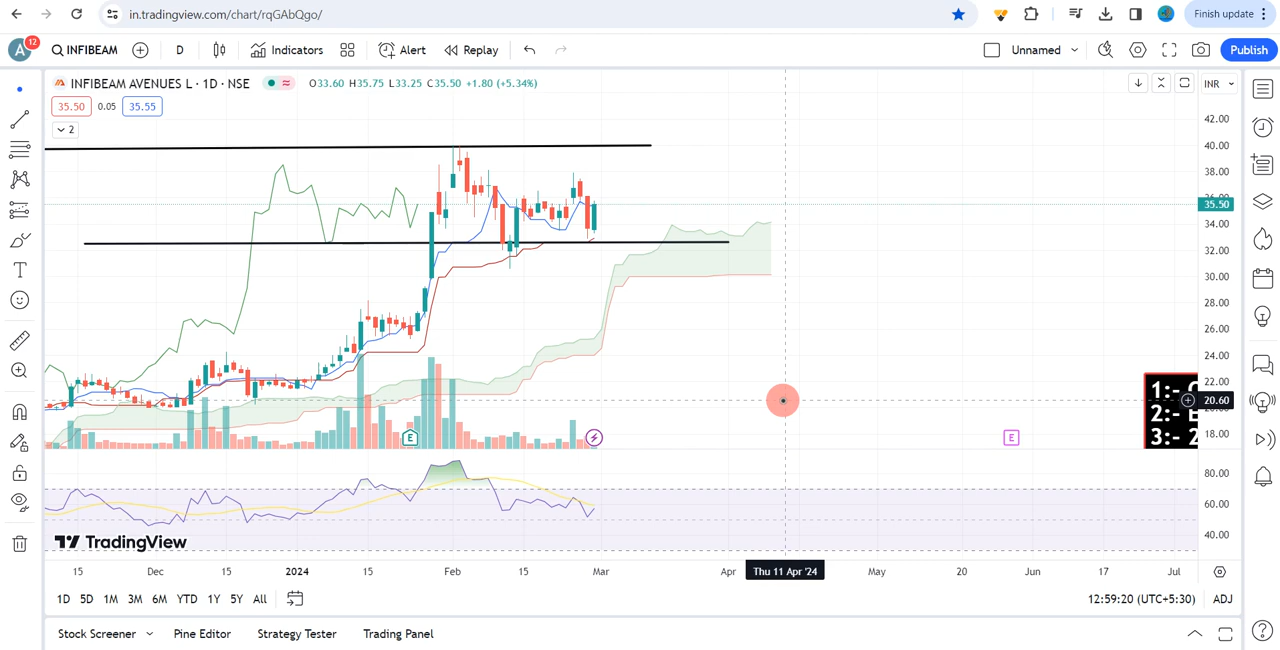 in.tradingview.com/chart/rqGAbQgo/
Finish update
A 12 INFIBEAM D Indicators Alert Replay Unnamed Publish
INFIBEAM AVENUES L · 1D · NSE O33.60 H35.75 L33.25 C35.50 +1.80 (+5.34%) INR
35.50 0.05 35.55
2
42.00
40.00
38.00
35.50
34.00
32.00
30.00
28.00
26.00
24.00
1:-
20.60
2:-
3:- 2
18.00
E
E
80.00
60.00
40.00
TradingView
15 Dec 15 2024 15 Feb 15 Mar Apr Thu 11 Apr '24 May 20 Jun 17 Jul
1D 5D 1M 3M 6M YTD 1Y 5Y All 12:59:20 (UTC+5:30) ADJ
Stock Screener Pine Editor Strategy Tester Trading Panel